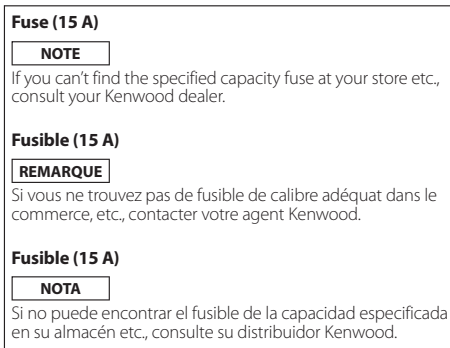 Fuse (15 A)
NOTE
If you can't find the specified capacity fuse at your store etc.,
consult your Kenwood dealer.
Fusible (15 A)
REMARQUE
Si vous ne trouvez pas de fusible de calibre adéquat dans le
commerce, etc., contacter votre agent Kenwood.
Fusible (15 A)
NOTA
Si no puede encontrar el fusible de la capacidad especificada
en su almacén etc., consulte su distribuidor Kenwood.